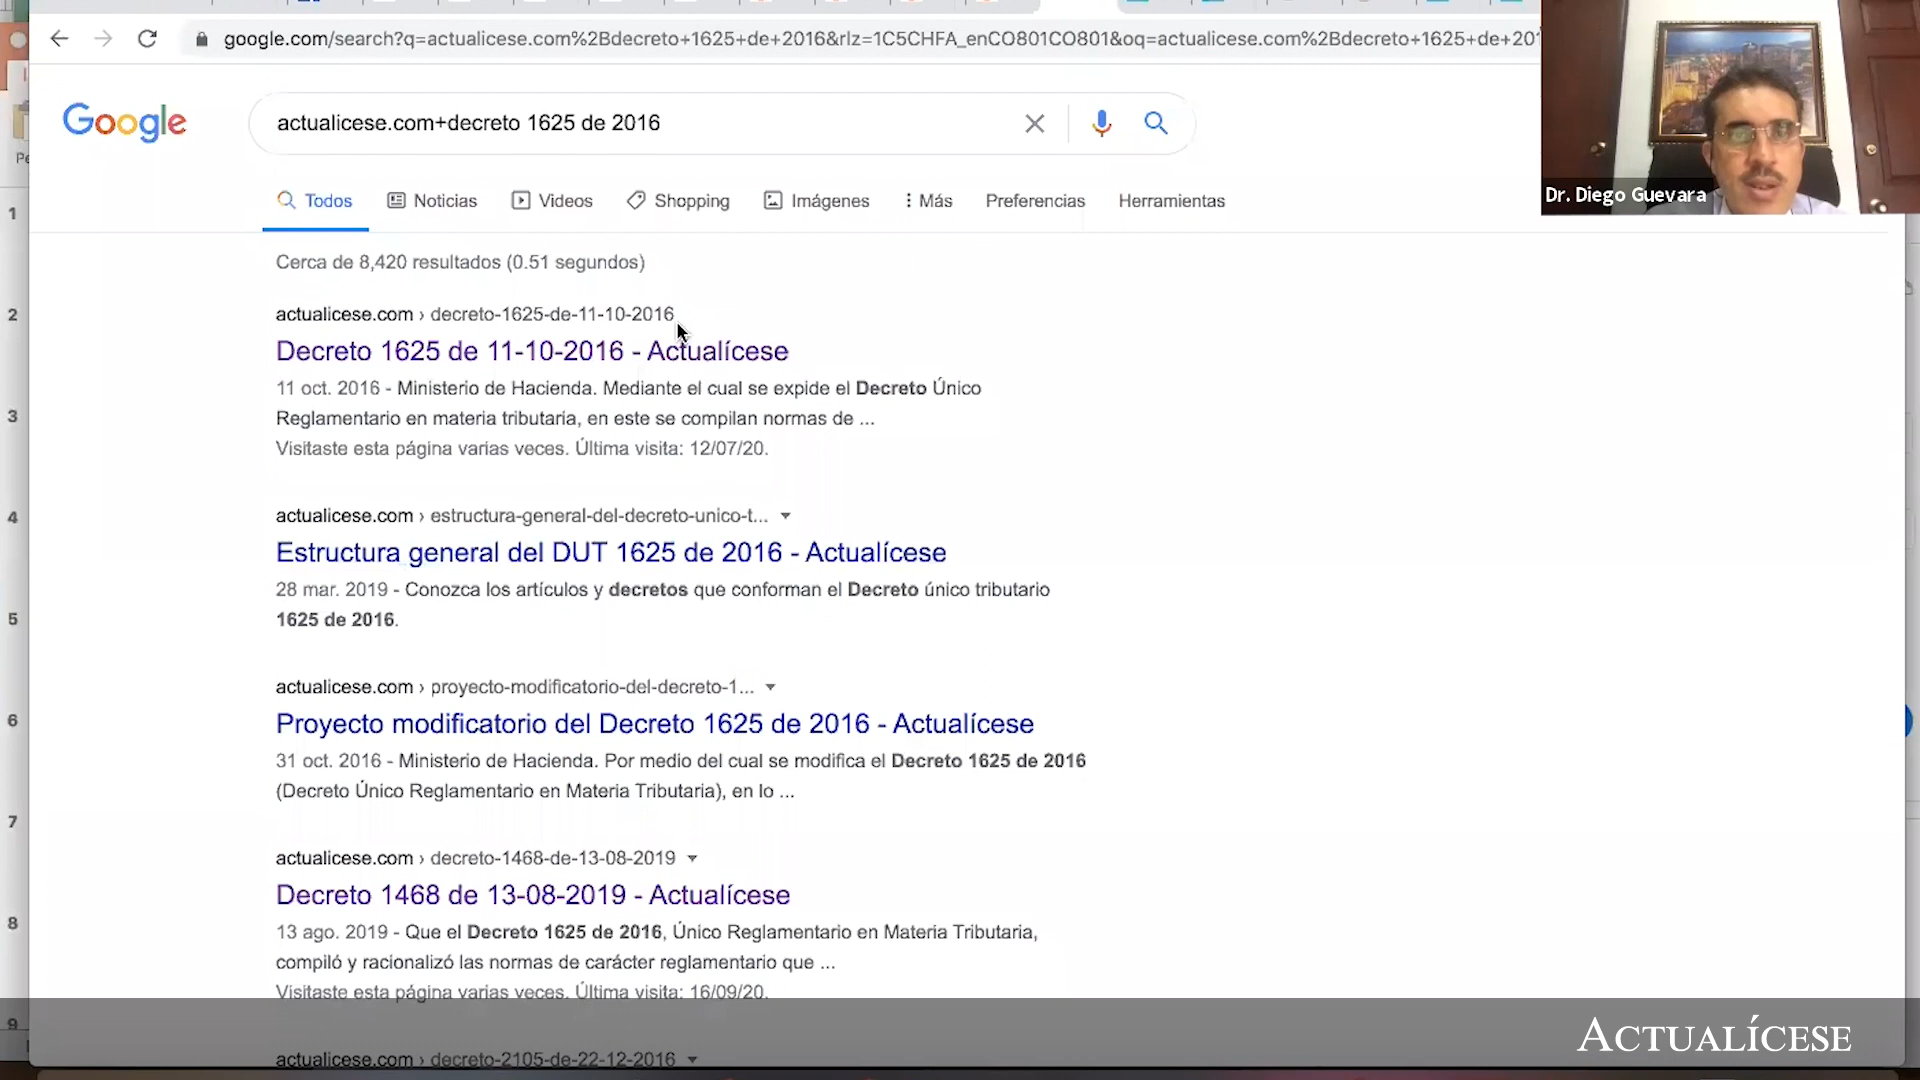 google.com/search?q=actualicese.com%2Bdecreto+1625+de+2016&rlz=1C5CHFA_enCO801CO801&oq=actualicese.com%2Bdecreto+1625+de+201
Google
actualicese.com+decreto 1625 de 2016
Todos
Noticias
Videos
Shopping
Imágenes
Más
Preferencias
Herramientas
Dr. Diego Guevara
Cerca de 8,420 resultados (0.51 segundos)
actualicese.com › decreto-1625-de-11-10-2016
Decreto 1625 de 11-10-2016 - Actualícese
11 oct. 2016 - Ministerio de Hacienda. Mediante el cual se expide el Decreto Único
Reglamentario en materia tributaria, en este se compilan normas de ...
Visitaste esta página varias veces. Última visita: 12/07/20.
actualicese.com › estructura-general-del-decreto-unico-t...
Estructura general del DUT 1625 de 2016 - Actualícese
28 mar. 2019 - Conozca los artículos y decretos que conforman el Decreto único tributario
1625 de 2016.
actualicese.com › proyecto-modificatorio-del-decreto-1...
Proyecto modificatorio del Decreto 1625 de 2016 - Actualícese
31 oct. 2016 - Ministerio de Hacienda. Por medio del cual se modifica el Decreto 1625 de 2016
(Decreto Único Reglamentario en Materia Tributaria), en lo ...
actualicese.com › decreto-1468-de-13-08-2019
Decreto 1468 de 13-08-2019 - Actualícese
13 ago. 2019 - Que el Decreto 1625 de 2016, Único Reglamentario en Materia Tributaria,
compiló y racionalizó las normas de carácter reglamentario que ...
Visitaste esta página varias veces. Última visita: 16/09/20.
actualicese.com › decreto-2105-de-22-12-2016
1
2
3
4
5
6
7
8
9
ACTUALÍCESE